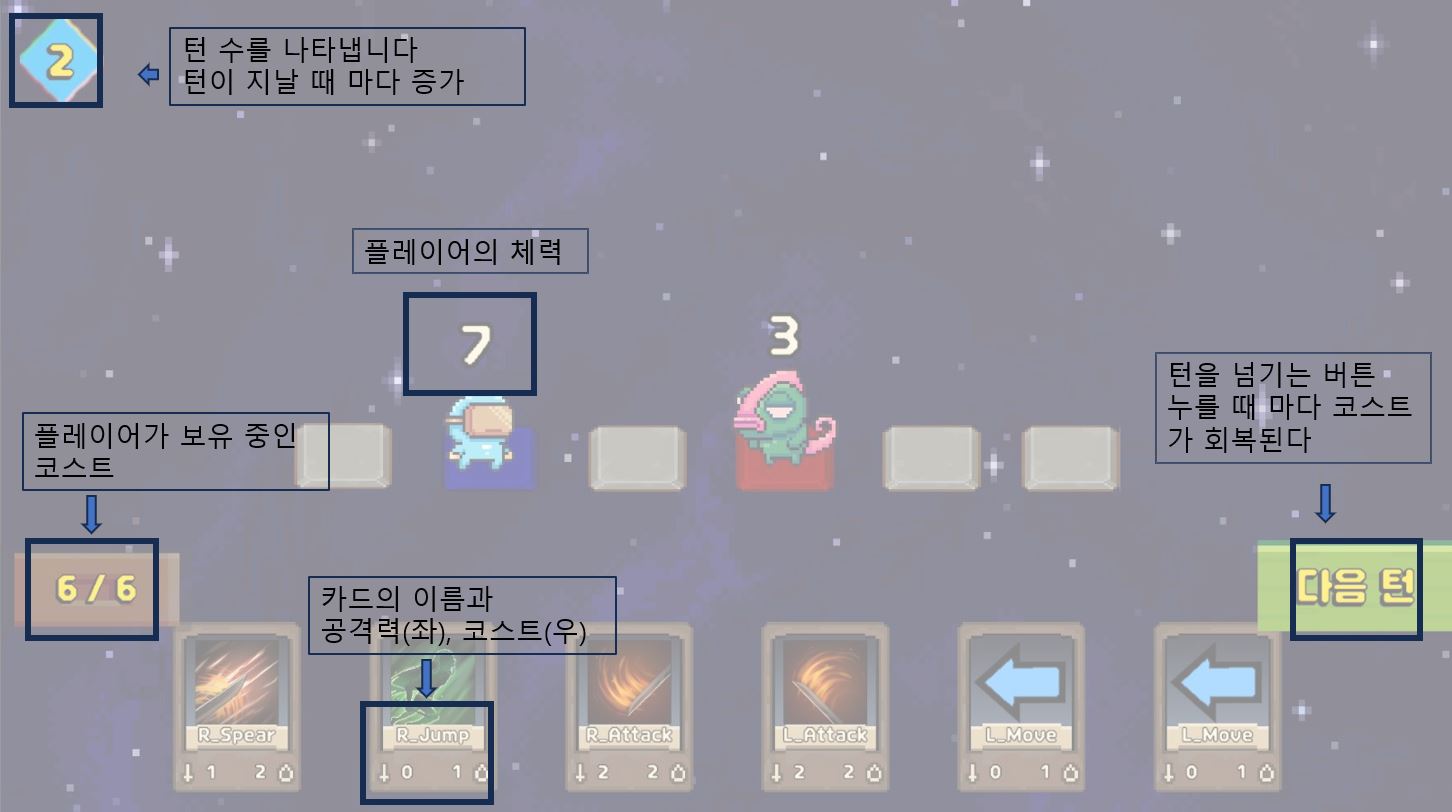 2
턴 수를 나타냅니다
턴이 지날 때 마다 증가
플레이어의 체력
7
3
턴을 넘기는 버튼
누를 때 마다 코스트
가 회복된다
플레이어가 보유 중인
코스트
6 / 6
다음 턴
카드의 이름과
공격력(좌), 코스트(우)
R_Spear
1 2
R_Jump
0 1
R_Attack
2 2
L_Attack
2 2
L_Move
0 1
L_Move
0 1